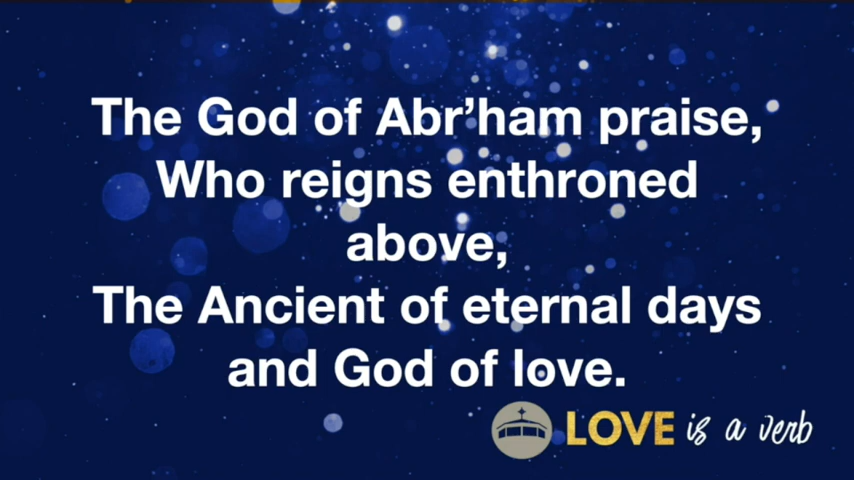 The God of Abr’ham praise,
Who reigns enthroned
above,
The Ancient of eternal days
and God of love.
LOVE is a verb